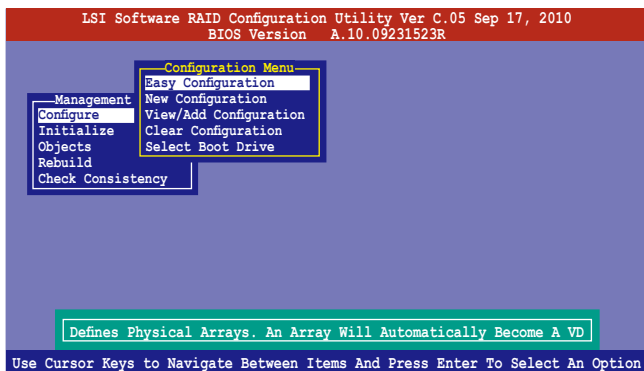 LSI Software RAID Configuration Utility Ver C.05 Sep 17, 2010
BIOS Version A.10.09231523R
Configuration Menu
Easy Configuration
New Configuration
View/Add Configuration
Clear Configuration
Select Boot Drive
Management
Configure
Initialize
Objects
Rebuild
Check Consistency
Defines Physical Arrays. An Array Will Automatically Become A VD
Use Cursor Keys to Navigate Between Items And Press Enter To Select An Option